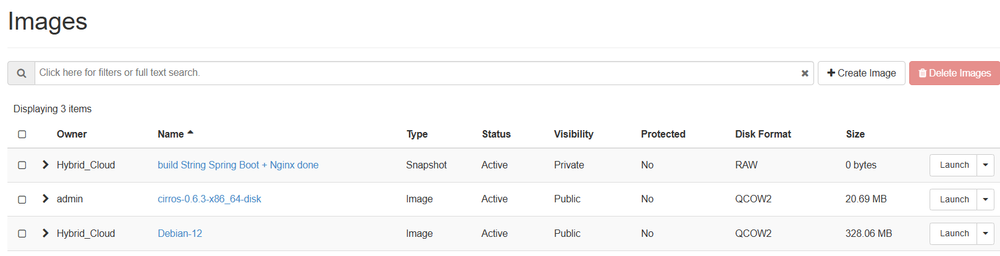 Images
Click here for filters or full text search.
Create Image
Delete Images
Displaying 3 items
Owner Name Type Status Visibility Protected Disk Format Size
Hybrid_Cloud build String Spring Boot + Nginx done Snapshot Active Private No RAW 0 bytes Launch
admin cirros-0.6.3-x86_64-disk Image Active Public No QCOW2 20.69 MB Launch
Hybrid_Cloud Debian-12 Image Active Public No QCOW2 328.06 MB Launch